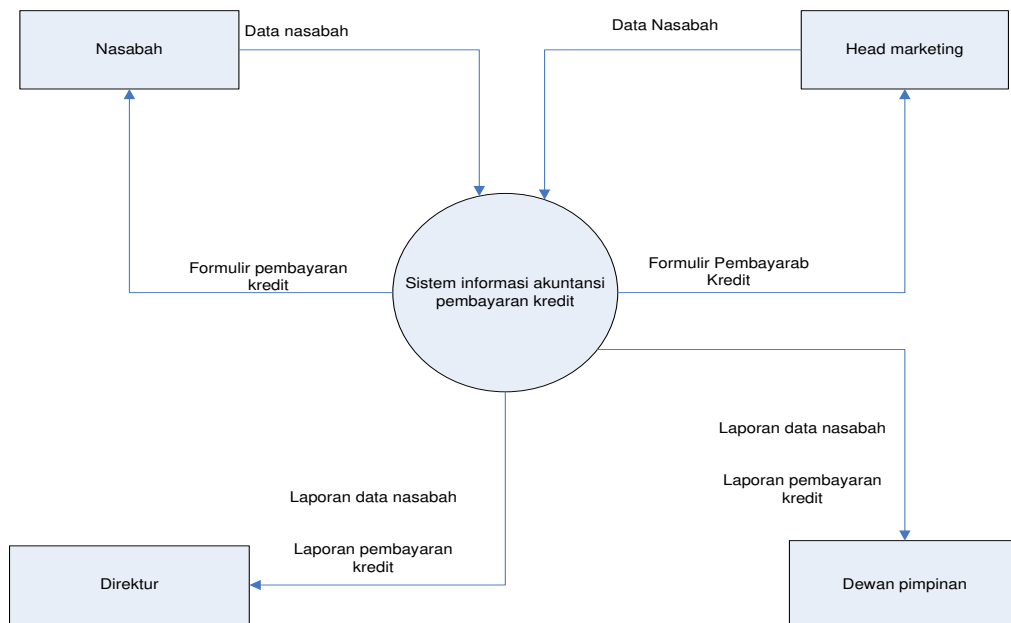 Nasabah
Data nasabah
Data Nasabah
Head marketing
Formulir pembayaran
kredit
Sistem informasi akuntansi
pembayaran kredit
Formulir Pembayarab
Kredit
Laporan data nasabah
Laporan pembayaran
kredit
Laporan data nasabah
Laporan pembayaran
kredit
Direktur
Dewan pimpinan